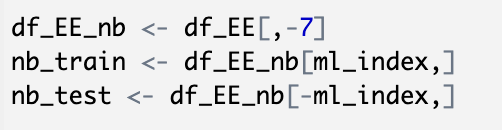 df_EE_nb <- df_EE[,-7]
nb_train <- df_EE_nb[ml_index,]
nb_test <- df_EE_nb[-ml_index,]